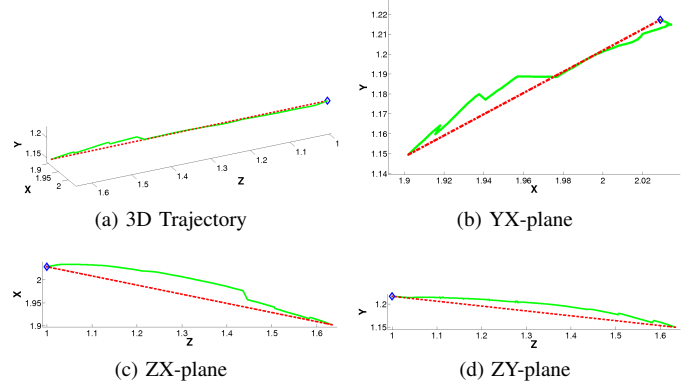 Y
1.2
1.15
1.9
1.95
2
X
1.6
1.5
1.4
1.3
1.2
1.1
1
Z
(a) 3D Trajectory
1.22
1.21
1.2
1.19
1.18
1.17
1.16
1.15
1.14
Y
1.9 1.92 1.94 1.96 1.98 2 2.02
X
(b) YX-plane
X
2
1.95
1.9
1 1.1 1.2 1.3 1.4 1.5 1.6
Z
(c) ZX-plane
Y
1.2
1.15
1 1.1 1.2 1.3 1.4 1.5 1.6
Z
(d) ZY-plane